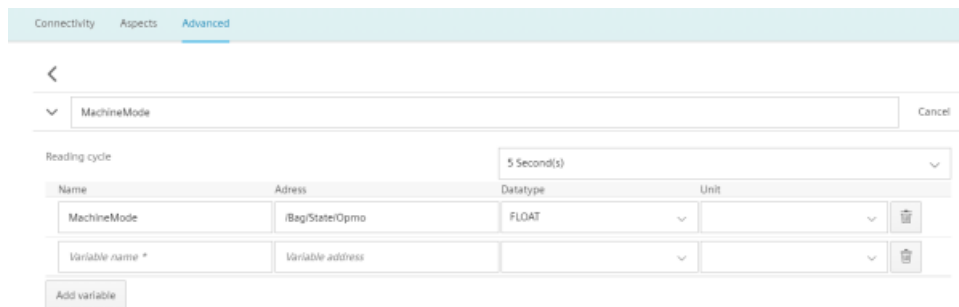 Connectivity Aspects Advanced
MachineMode Cancel
Reading cycle 5 Second(s)
Name Adress Datatype Unit
MachineMode /Bag/State/Opmo FLOAT
Variable name * Variable address
Add variable